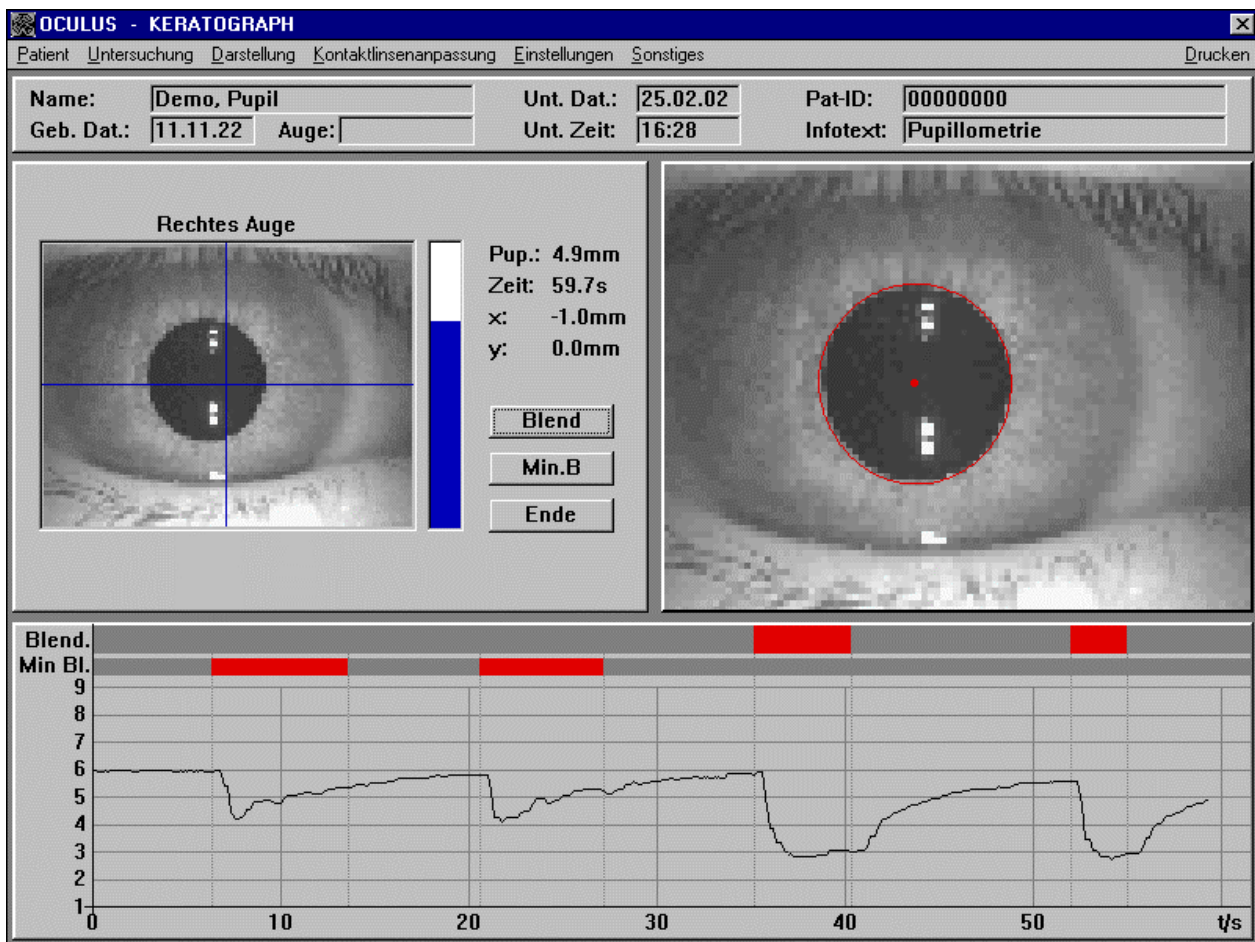 OCULUS - KERATOGRAPH
Patient Untersuchung Darstellung Kontaktlinsenanpassung Einstellungen Sonstiges Drucken
Name: Demo, Pupil Unt. Dat.: 25.02.02 Pat-ID: 00000000
Geb. Dat.: 11.11.22 Auge: Unt. Zeit: 16:28 Infotext: Pupillometrie
Rechtes Auge
Pup.: 4.9mm
Zeit: 59.7s
x: -1.0mm
y: 0.0mm
Blend
Min.B
Ende
Blend.
Min Bl.
9
8
7
6
5
4
3
2
1
0 10 20 30 40 50 t/s